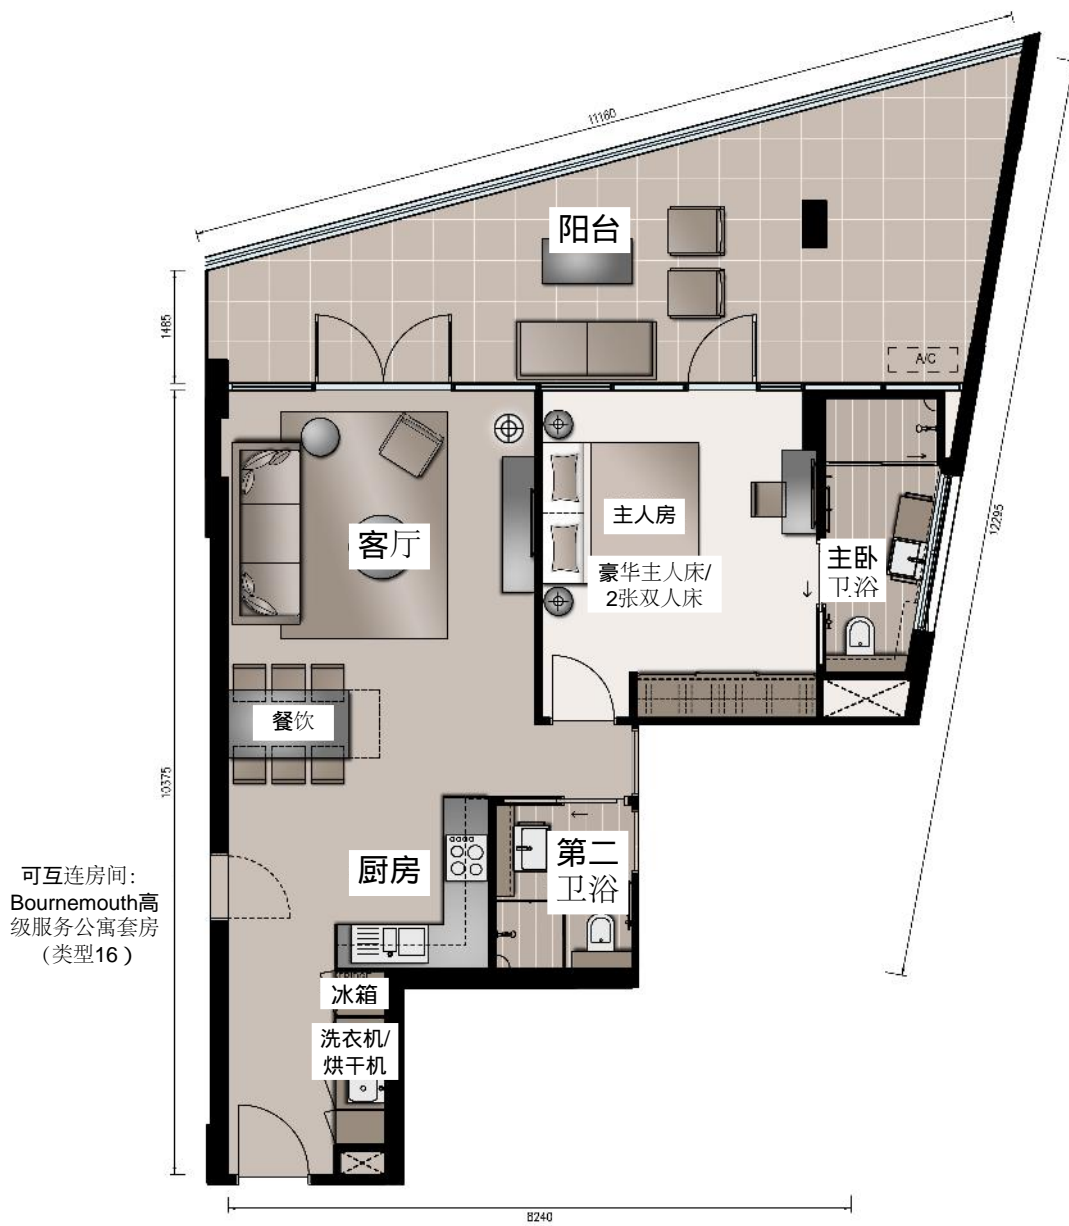 11160
阳台
1485
A/C
客厅
主人房
豪华主人床/
2张双人床
主卧
卫浴
12295
餐饮
10375
厨房
第二
卫浴
可互连房间：
Bournemouth高
级服务公寓套房
（类型16 ）
冰箱
洗衣机/
烘干机
8240